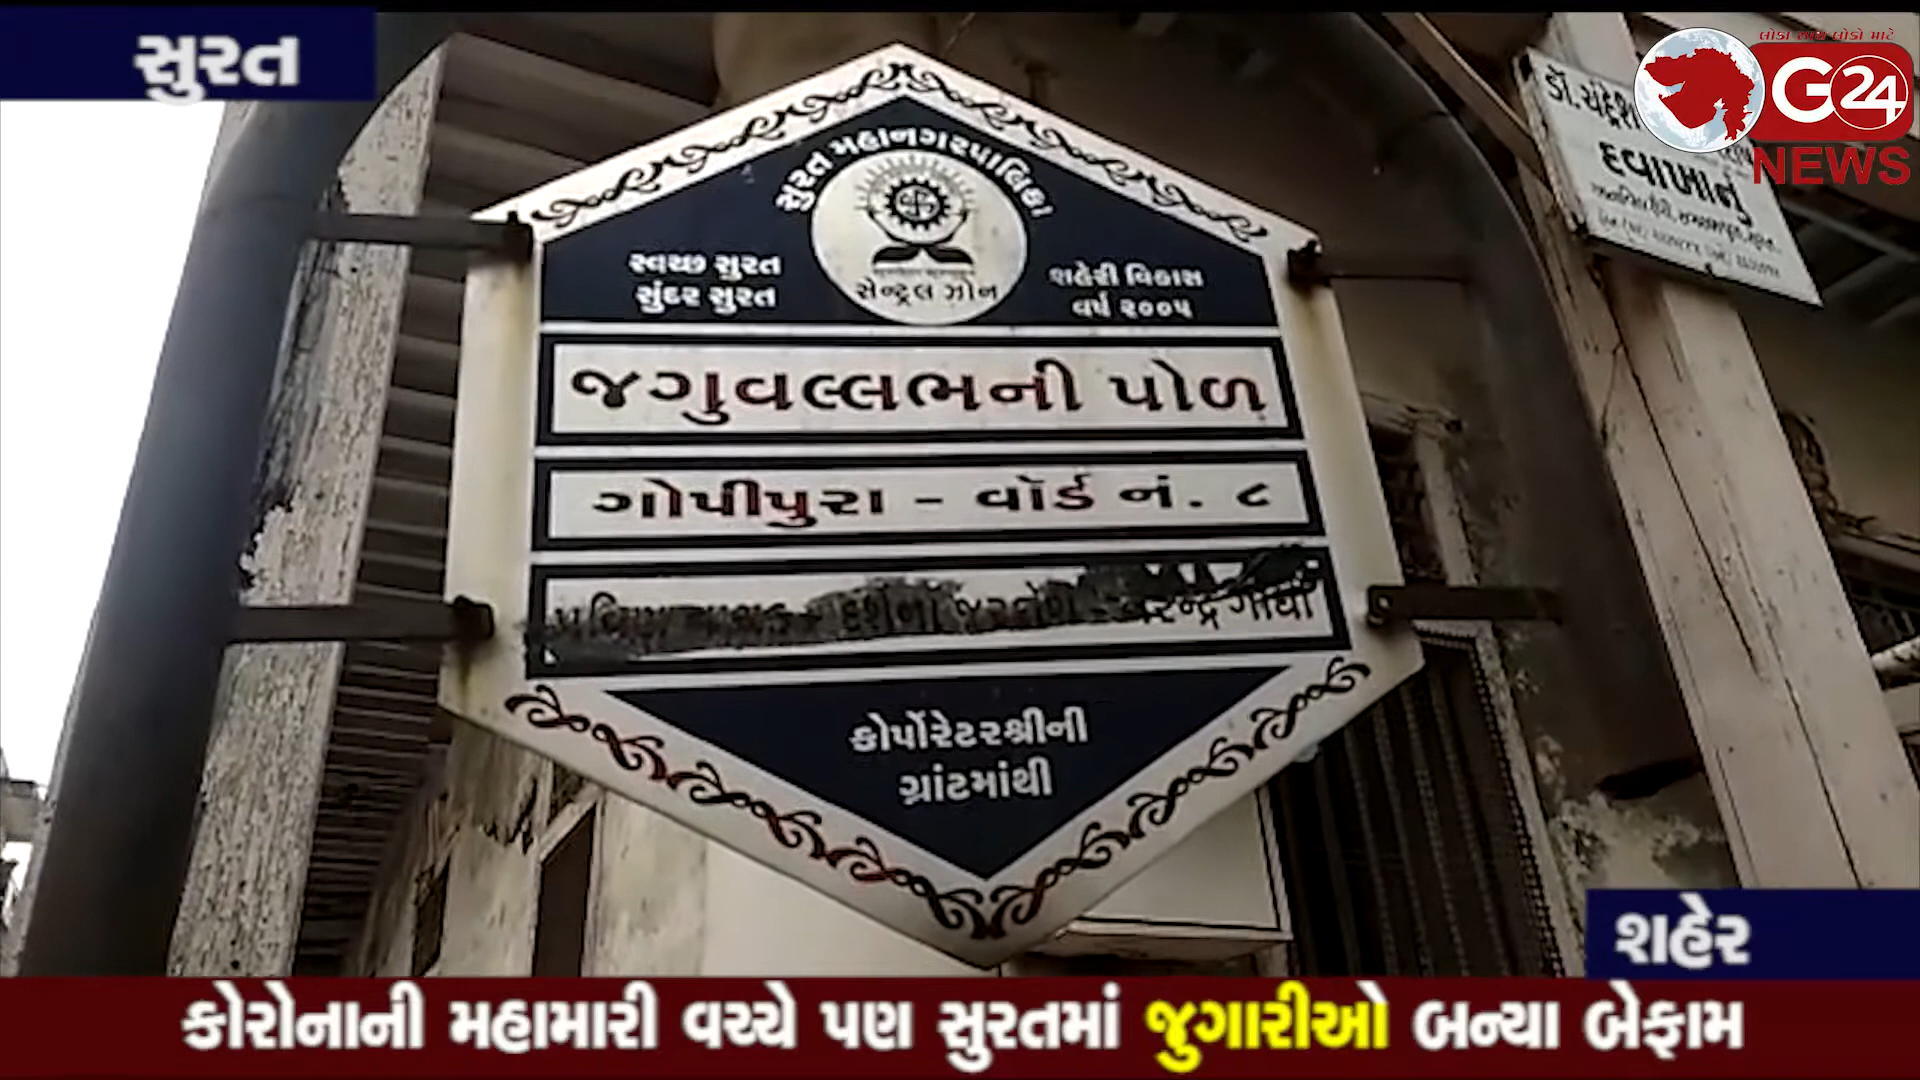 સુરત
લોકો સાથે લોકો માટે
G24
NEWS
ડૉ. ચંદ્રેશ
દવાખાનું
સુરત મહાનગરપાલિકા
સ્વચ્છ સુરત
સુંદર સુરત
સેન્ટ્રલ ઝોન
શહેરી વિકાસ
વર્ષ ૨૦૦૫
જગુવલ્લભની પોળ
ગોપીપુરા - વૉર્ડ નં. ૮
ગાંધી
કોર્પોરેટરશ્રીની
ગ્રાંટમાંથી
શહેર
કોરોનાની મહામારી વચ્ચે પણ સુરતમાં જુગારીઓ બન્યા બેફામ